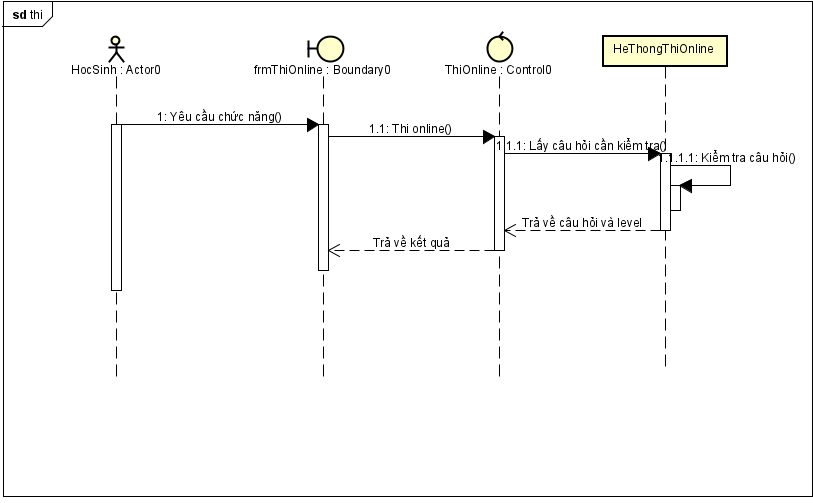 sd thi
HocSinh : Actor0
frmThiOnline : Boundary0
ThiOnline : Control0
HeThongThiOnline
1: Yêu cầu chức năng()
1.1: Thi online()
1.1.1: Lấy câu hỏi cần kiểm tra()
1.1.1.1: Kiểm tra câu hỏi()
Trả về câu hỏi và level
Trả về kết quả